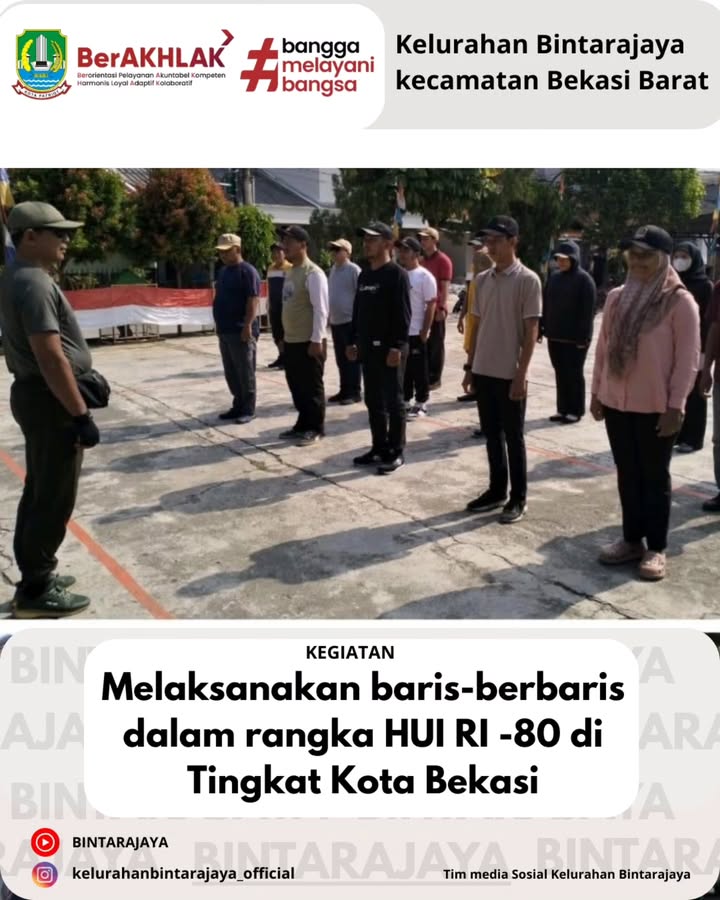 BerAKHLAK
Berorientasi Pelayanan Akuntabel Kompeten
Harmonis Loyal Adaptif Kolaboratif
#bangga
melayani
bangsa
Kelurahan Bintarajaya
kecamatan Bekasi Barat
KEGIATAN
Melaksanakan baris-berbaris
dalam rangka HUI RI -80 di
Tingkat Kota Bekasi
BINTARAJAYA
kelurahanbintarajaya_official
Tim media Sosial Kelurahan Bintarajaya
BINTARAJAYA